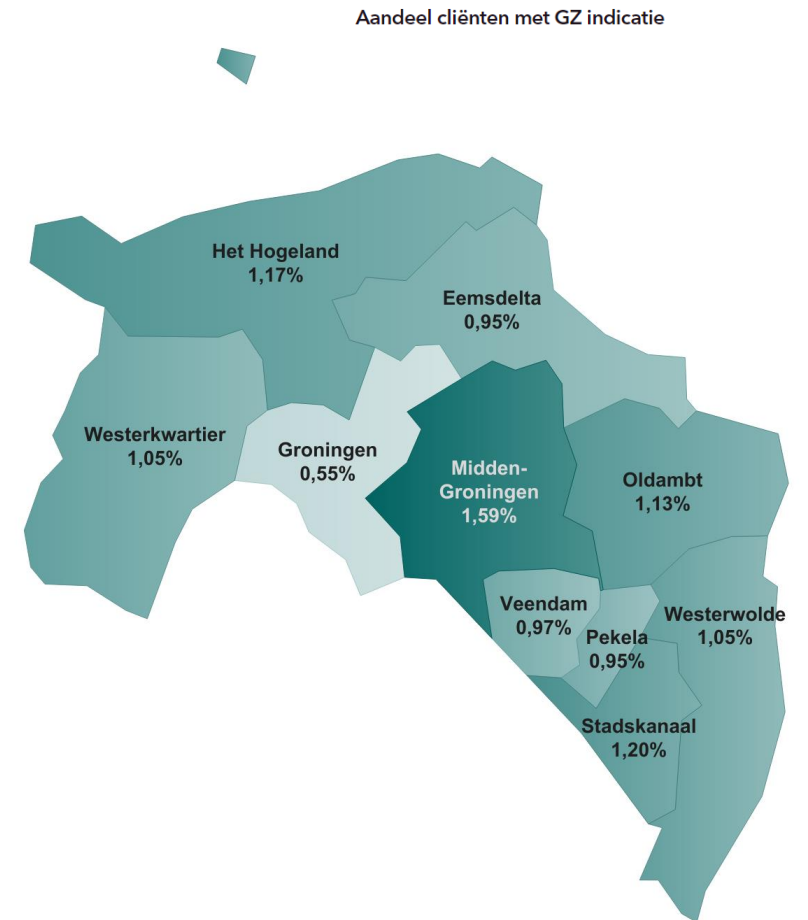 Aandeel cliënten met GZ indicatie
Het Hogeland
1,17%
Eemsdelta
0,95%
Westerkwartier
1,05%
Groningen
0,55%
Midden-
Groningen
1,59%
Oldambt
1,13%
Veendam
0,97%
Pekela
0,95%
Westerwolde
1,05%
Stadskanaal
1,20%